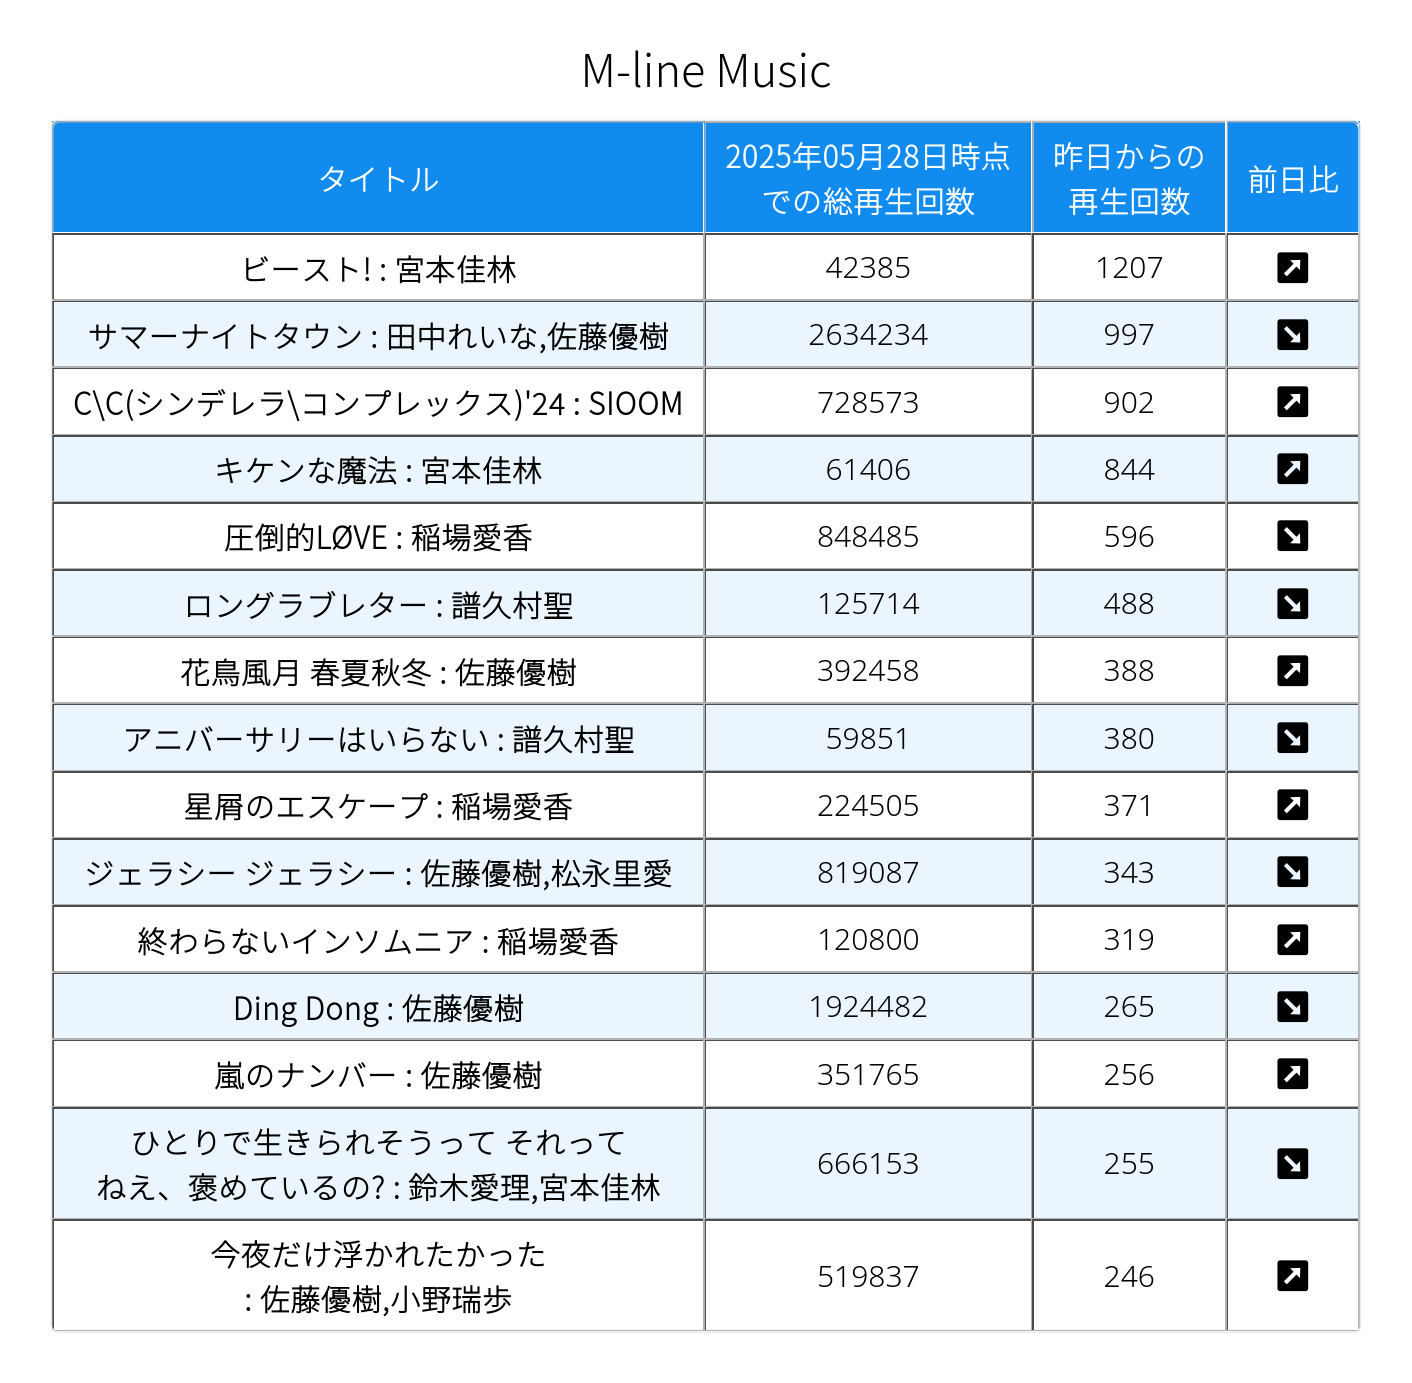 M-line Music
タイトル
2025年05月28日時点
での総再生回数
昨日からの
再生回数
前日比
ビースト! : 宮本佳林
42385
1207
サマーナイトタウン : 田中れいな,佐藤優樹
2634234
997
C\C(シンデレラ\コンプレックス)'24 : SIOOM
728573
902
キケンな魔法 : 宮本佳林
61406
844
圧倒的LØVE : 稲場愛香
848485
596
ロングラブレター : 譜久村聖
125714
488
花鳥風月 春夏秋冬 : 佐藤優樹
392458
388
アニバーサリーはいらない : 譜久村聖
59851
380
星屑のエスケープ : 稲場愛香
224505
371
ジェラシー ジェラシー : 佐藤優樹,松永里愛
819087
343
終わらないインソムニア : 稲場愛香
120800
319
Ding Dong : 佐藤優樹
1924482
265
嵐のナンバー : 佐藤優樹
351765
256
ひとりで生きられそうって それって
ねえ、褒めているの? : 鈴木愛理,宮本佳林
666153
255
今夜だけ浮かれたかった
: 佐藤優樹,小野瑞歩
519837
246